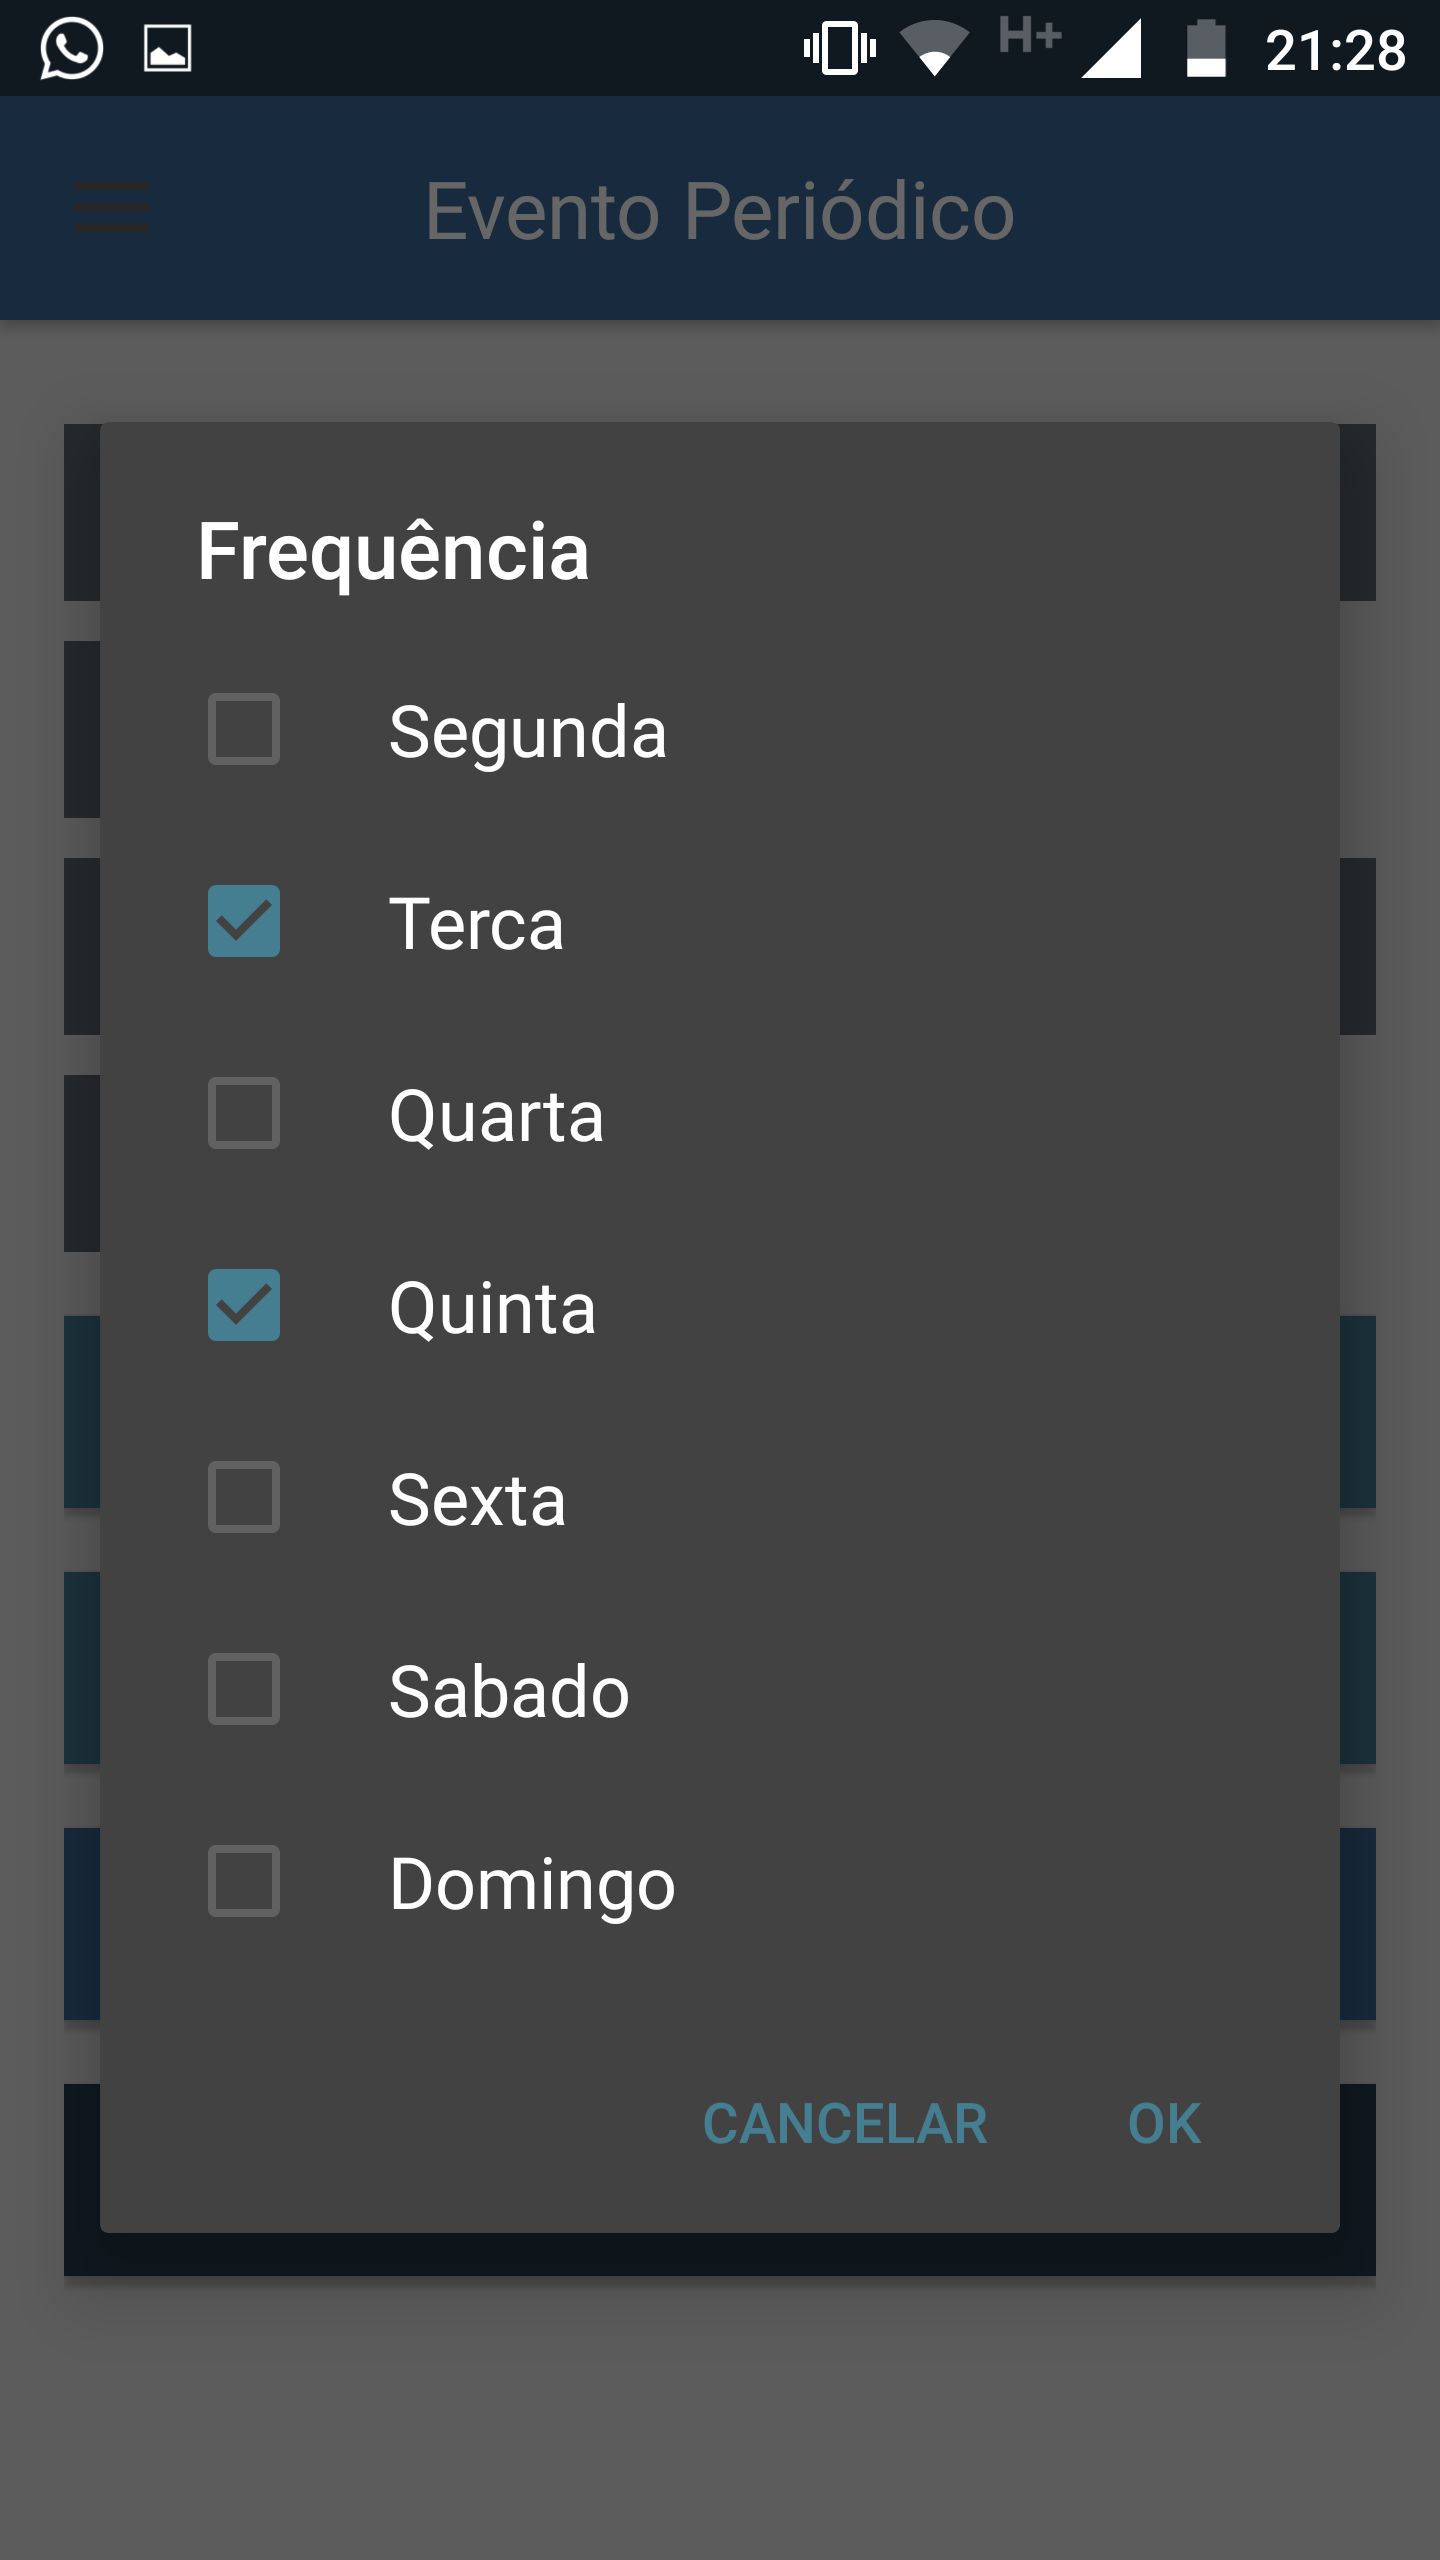 H+ 21:28
Evento Periódico
Frequência
Segunda
Terca
Quarta
Quinta
Sexta
Sabado
Domingo
CANCELAR OK